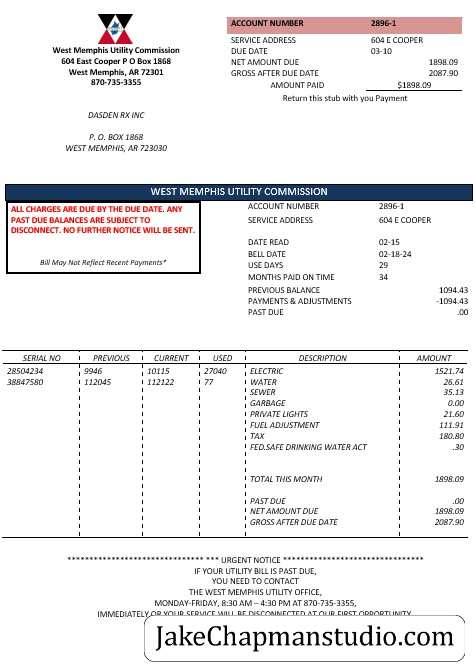 West Memphis Utility Commission
604 East Cooper P O Box 1868
West Memphis, AR 72301
870-735-3355
DASDEN RX INC
P. O. BOX 1868
WEST MEMPHIS, AR 723030
ACCOUNT NUMBER 2896-1
SERVICE ADDRESS 604 E COOPER
DUE DATE 03-10
NET AMOUNT DUE 1898.09
GROSS AFTER DUE DATE 2087.90
AMOUNT PAID $1898.09
Return this stub with you Payment
WEST MEMPHIS UTILITY COMMISSION
ALL CHARGES ARE DUE BY THE DUE DATE. ANY
PAST DUE BALANCES ARE SUBJECT TO
DISCONNECT. NO FURTHER NOTICE WILL BE SENT.
Bill May Not Reflect Recent Payments*
ACCOUNT NUMBER 2896-1
SERVICE ADDRESS 604 E COOPER
DATE READ 02-15
BELL DATE 02-18-24
USE DAYS 29
MONTHS PAID ON TIME 34
PREVIOUS BALANCE 1094.43
PAYMENTS & ADJUSTMENTS -1094.43
PAST DUE .00
SERIAL NO PREVIOUS CURRENT USED DESCRIPTION AMOUNT
28504234 9946 10115 27040 ELECTRIC 1521.74
38847580 112045 112122 77 WATER 26.61
SEWER 35.13
GARBAGE 0.00
PRIVATE LIGHTS 21.60
FUEL ADJUSTMENT 111.91
TAX 180.80
FED.SAFE DRINKING WATER ACT .30
TOTAL THIS MONTH 1898.09
PAST DUE .00
NET AMOUNT DUE 1898.09
GROSS AFTER DUE DATE 2087.90
****************************** *** URGENT NOTICE ********************************
IF YOUR UTILITY BILL IS PAST DUE,
YOU NEED TO CONTACT
THE WEST MEMPHIS UTILITY OFFICE,
MONDAY-FRIDAY, 8:30 AM – 4:30 PM AT 870-735-3355,
IMMEDIATELY OR YOUR SERVICE WILL BE DISCONNECTED AT OUR FIRST OPPORTUNITY
JakeChapmanstudio.com